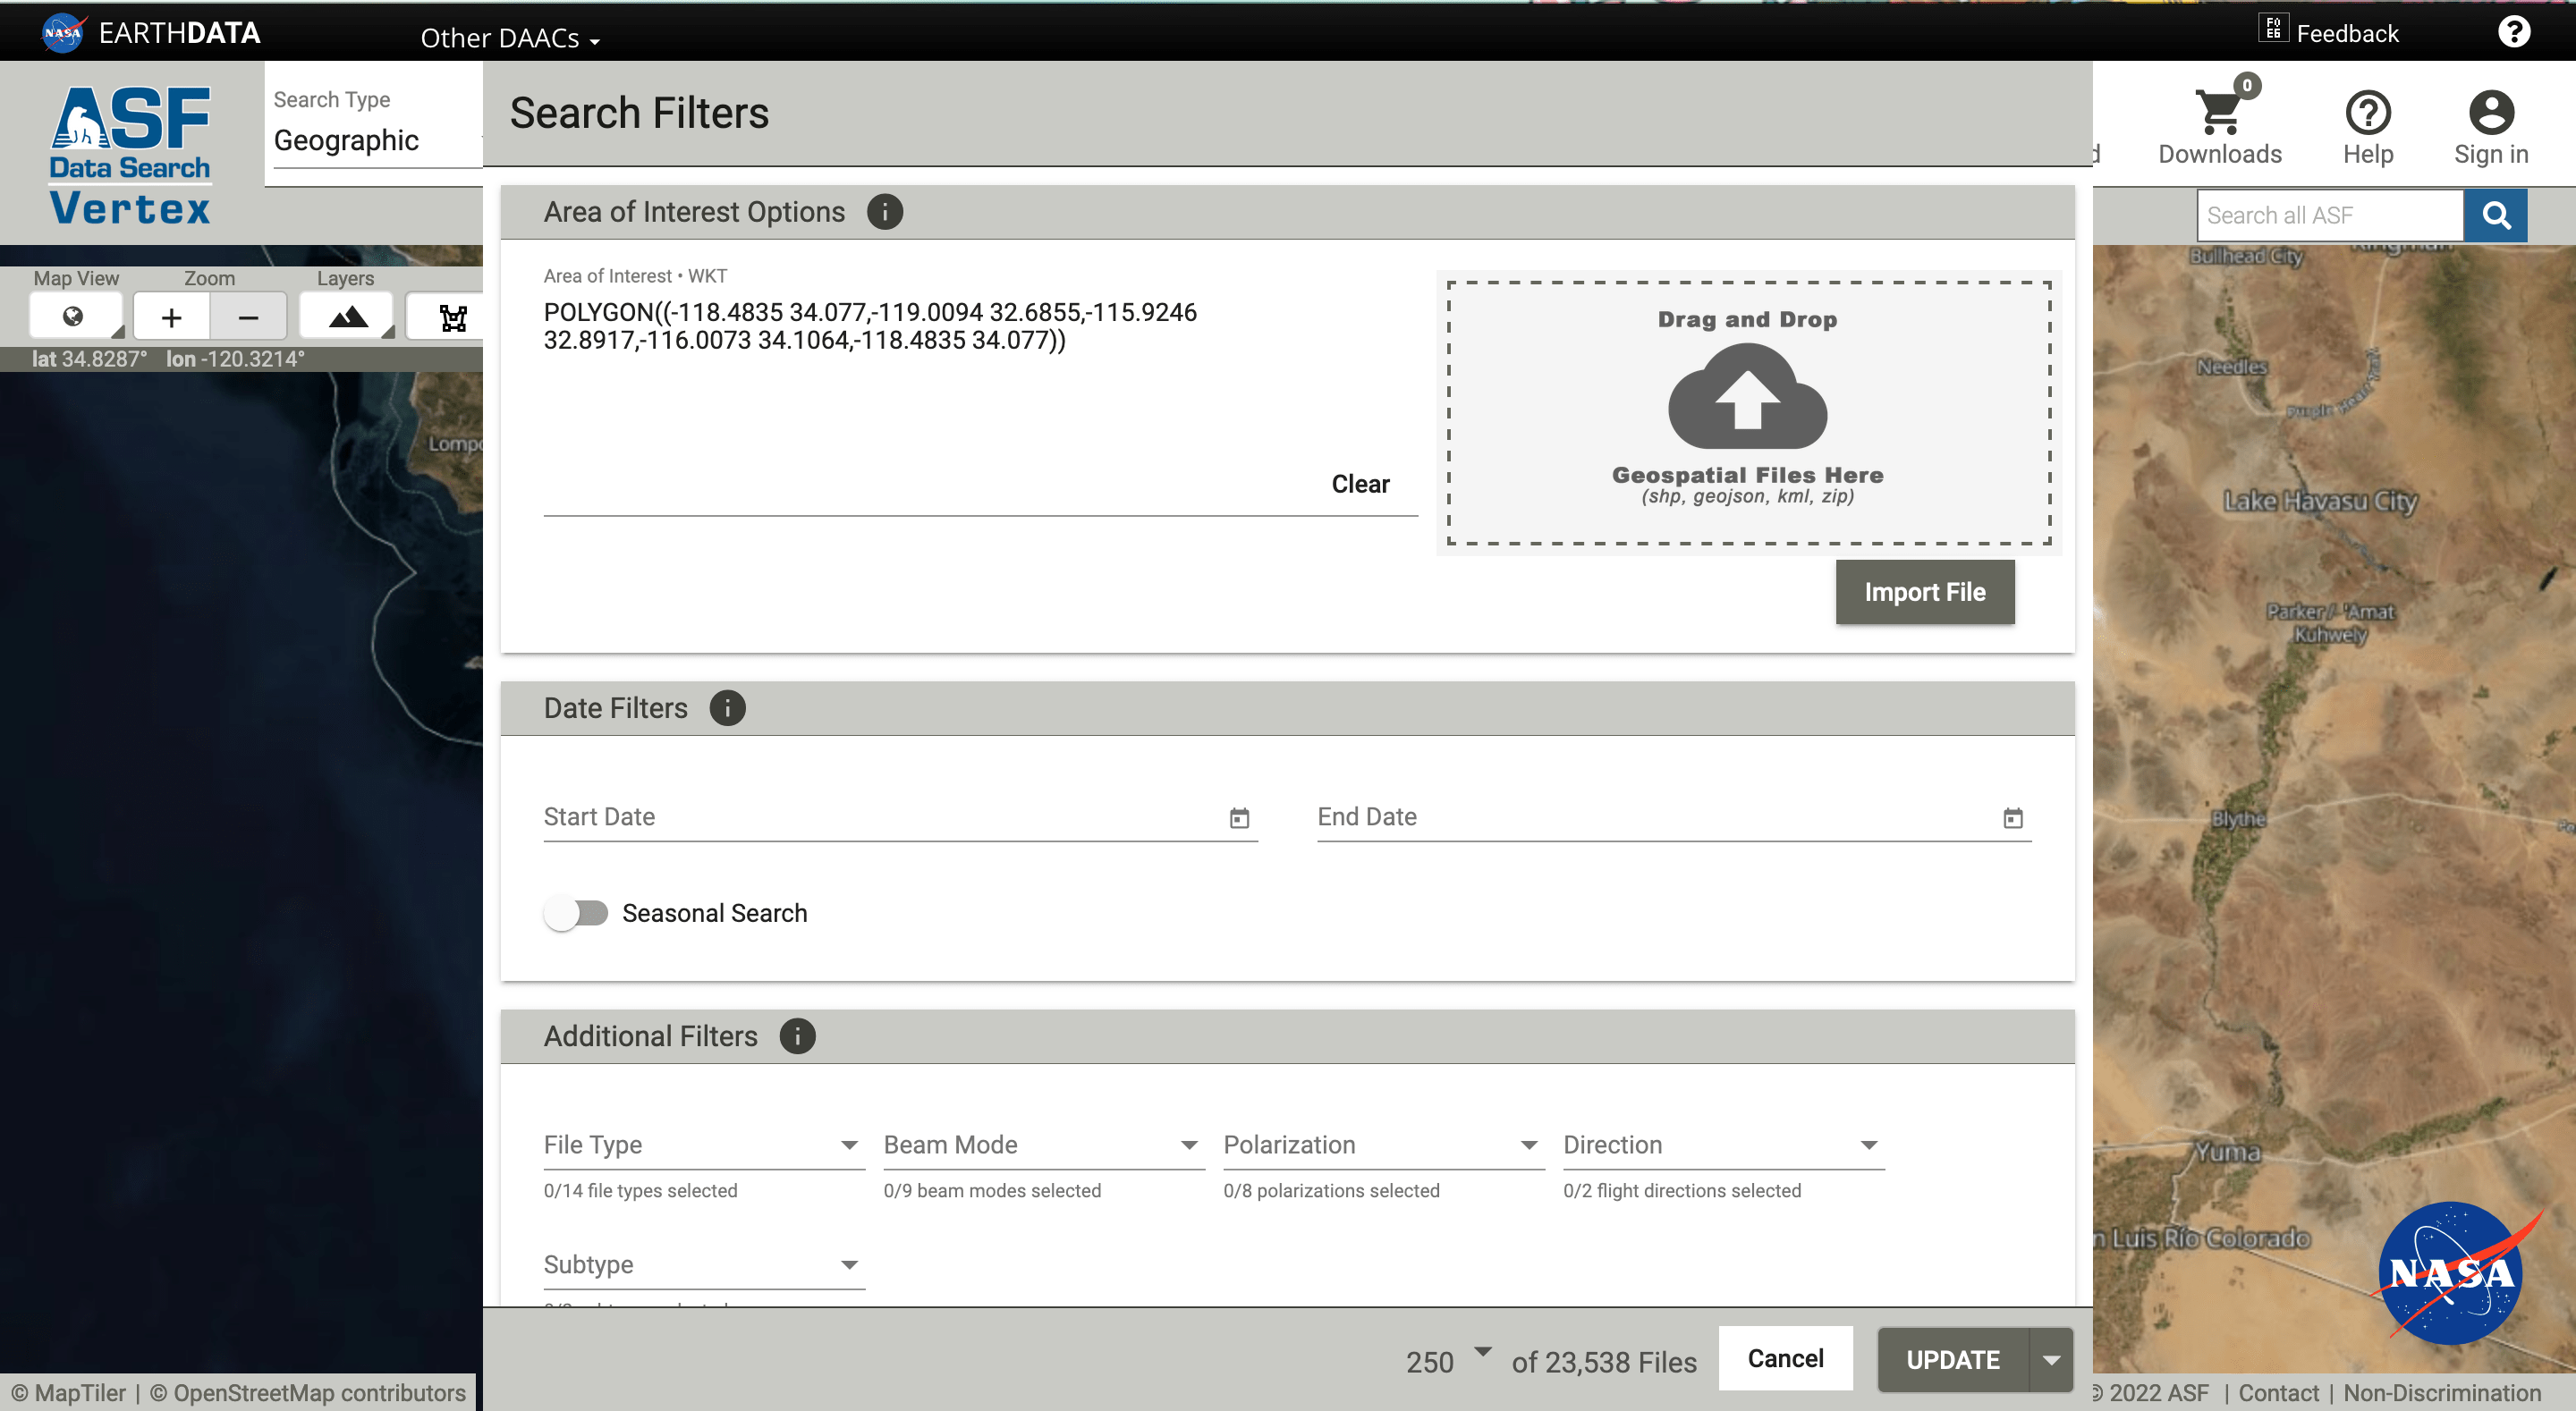 NASA EARTHDATA
Other DAACs
Feedback
?
ASF
Data Search
Vertex
Search Type
Geographic
Search Filters
0
Downloads
Help
Sign in
Search all ASF
Map View
Zoom
Layers
+
−
lat 34.8287° lon -120.3214°
Area of Interest Options
Area of Interest • WKT
POLYGON((-118.4835 34.077,-119.0094 32.6855,-115.9246
32.8917,-116.0073 34.1064,-118.4835 34.077))
Clear
Drag and Drop
Geospatial Files Here
(shp, geojson, kml, zip)
Import File
Date Filters
Start Date
End Date
Seasonal Search
Additional Filters
File Type
Beam Mode
Polarization
Direction
0/14 file types selected
0/9 beam modes selected
0/8 polarizations selected
0/2 flight directions selected
Subtype
250 of 23,538 Files
Cancel
UPDATE
Lompo
Bullhead City
Kingman
Needles
Purple Heart Trail
Lake Havasu City
Parker / 'Amat
Kuhwely
Blythe
Yuma
n Luis Río Colorado
NASA
© MapTiler | © OpenStreetMap contributors
© 2022 ASF | Contact | Non-Discrimination